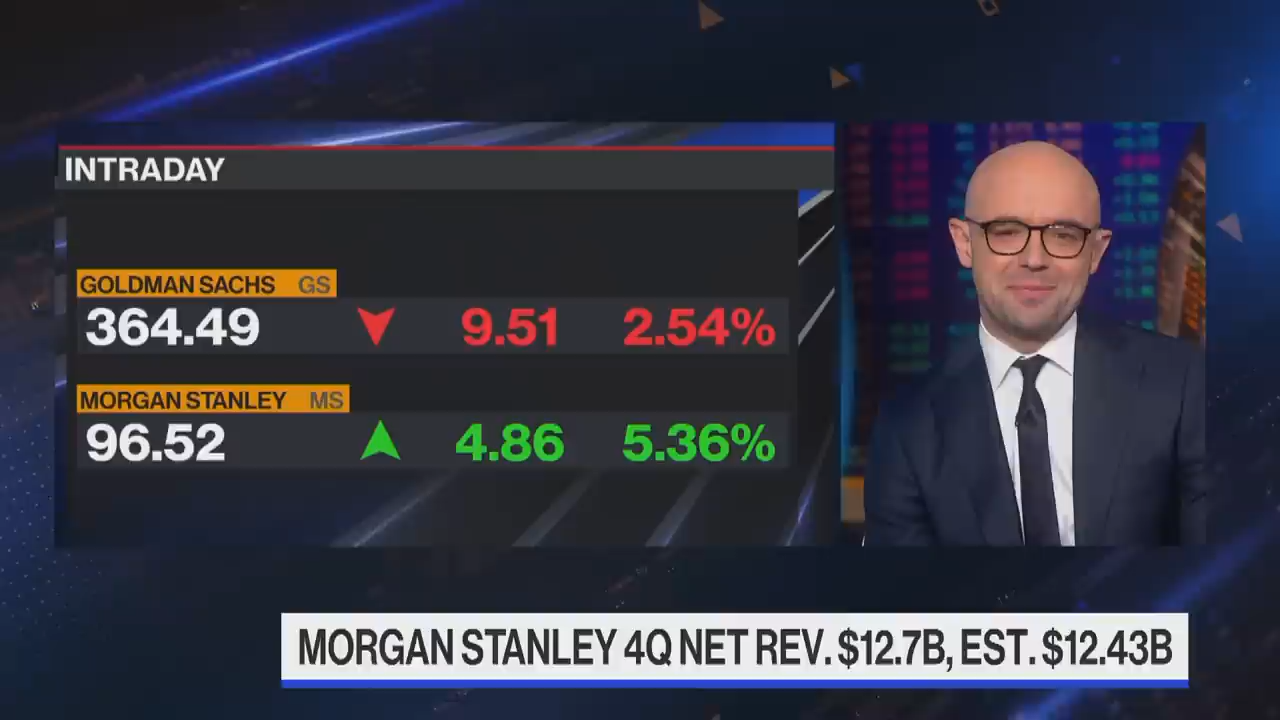 INTRADAY
GOLDMAN SACHS GS
364.49 9.51 2.54%
MORGAN STANLEY MS
96.52 4.86 5.36%
MORGAN STANLEY 4Q NET REV. $12.7B, EST. $12.43B